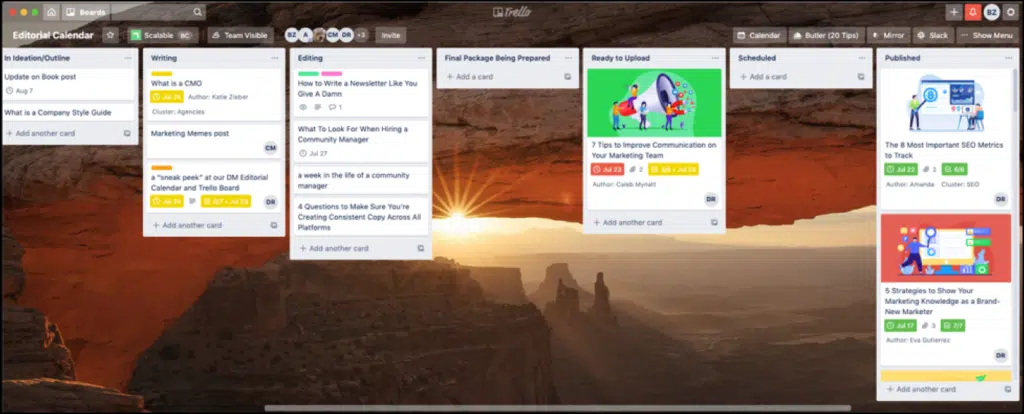 Boards
Trello
BZ
Editorial Calendar
Scalable BC
Team Visible
BZ A CM DR +3
Invite
Calendar
Butler (20 Tips)
Mirror
Slack
Show Menu
In Ideation/Outline
Update on Book post
Aug 7
What is a Company Style Guide
+ Add another card
Writing
What is a CMO
Author: Katie Zieber
Cluster: Agencies
Marketing Memes post
CM
a "sneak peek" at our DM Editorial
Calendar and Trello Board
DR
+ Add another card
Editing
How to Write a Newsletter Like You
Give A Damn
1
What To Look For When Hiring a
Community Manager
Jul 27
a week in the life of a community
manager
4 Questions to Make Sure You're
Creating Consistent Copy Across All
Platforms
+ Add another card
Final Package Being Prepared
+ Add a card
Ready to Upload
7 Tips to Improve Communication on
Your Marketing Team
Jul 23 2
Author: Caleb Mynatt
DR
+ Add another card
Scheduled
+ Add a card
Published
The 8 Most Important SEO Metrics
to Track
Jul 22 3 6/6
Author: Amanda Cluster: SEO
DR
5 Strategies to Show Your
Marketing Knowledge as a Brand-
New Marketer
Jul 17 3 7/7
Author: Eva Gutierrez
DR
+ Add another card